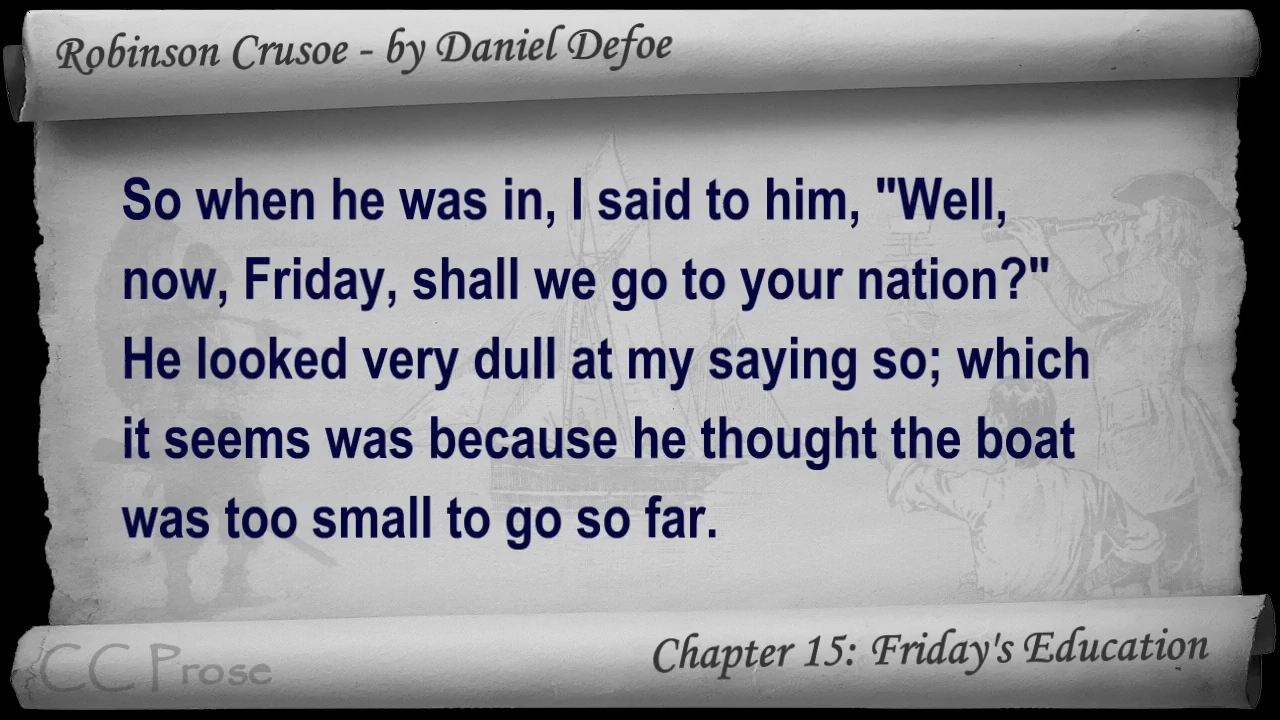 Robinson Crusoe - by Daniel Defoe
So when he was in, I said to him, "Well,
now, Friday, shall we go to your nation?"
He looked very dull at my saying so; which
it seems was because he thought the boat
was too small to go so far.
CC Prose
Chapter 15: Friday's Education